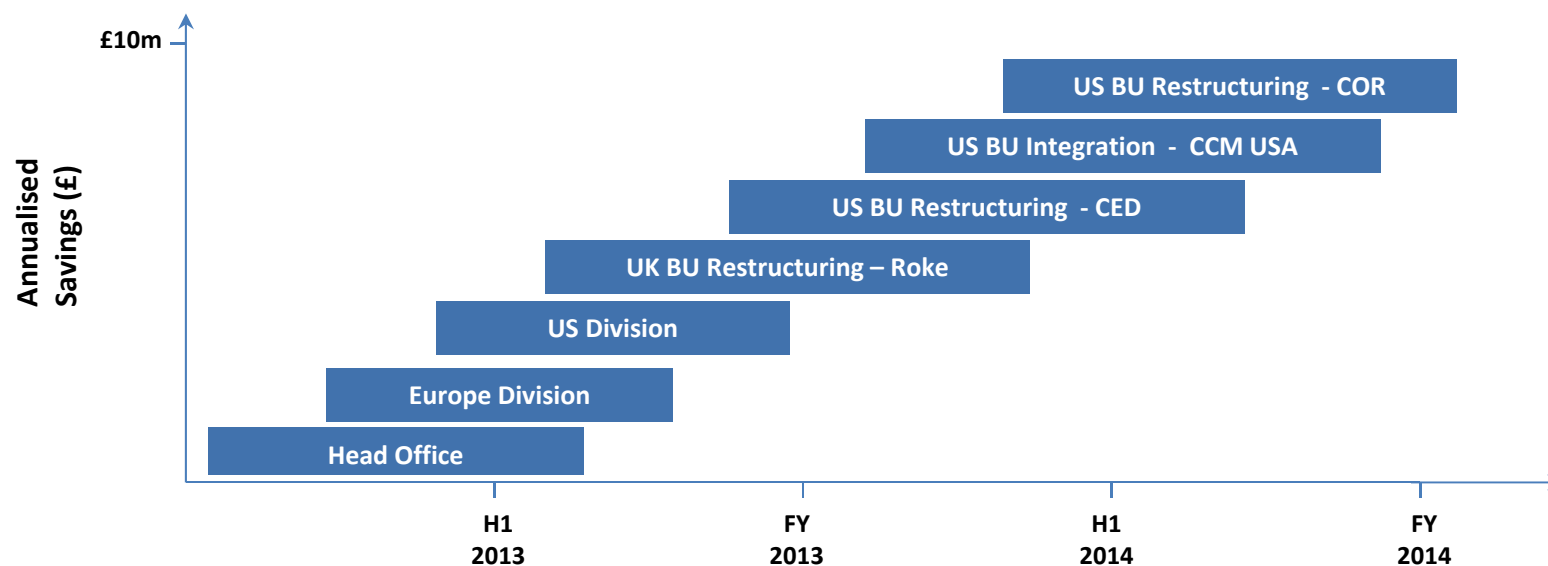 £10m
Annualised
Savings (£)
US BU Restructuring - COR
US BU Integration - CCM USA
US BU Restructuring - CED
UK BU Restructuring – Roke
US Division
Europe Division
Head Office
H1
2013
FY
2013
H1
2014
FY
2014